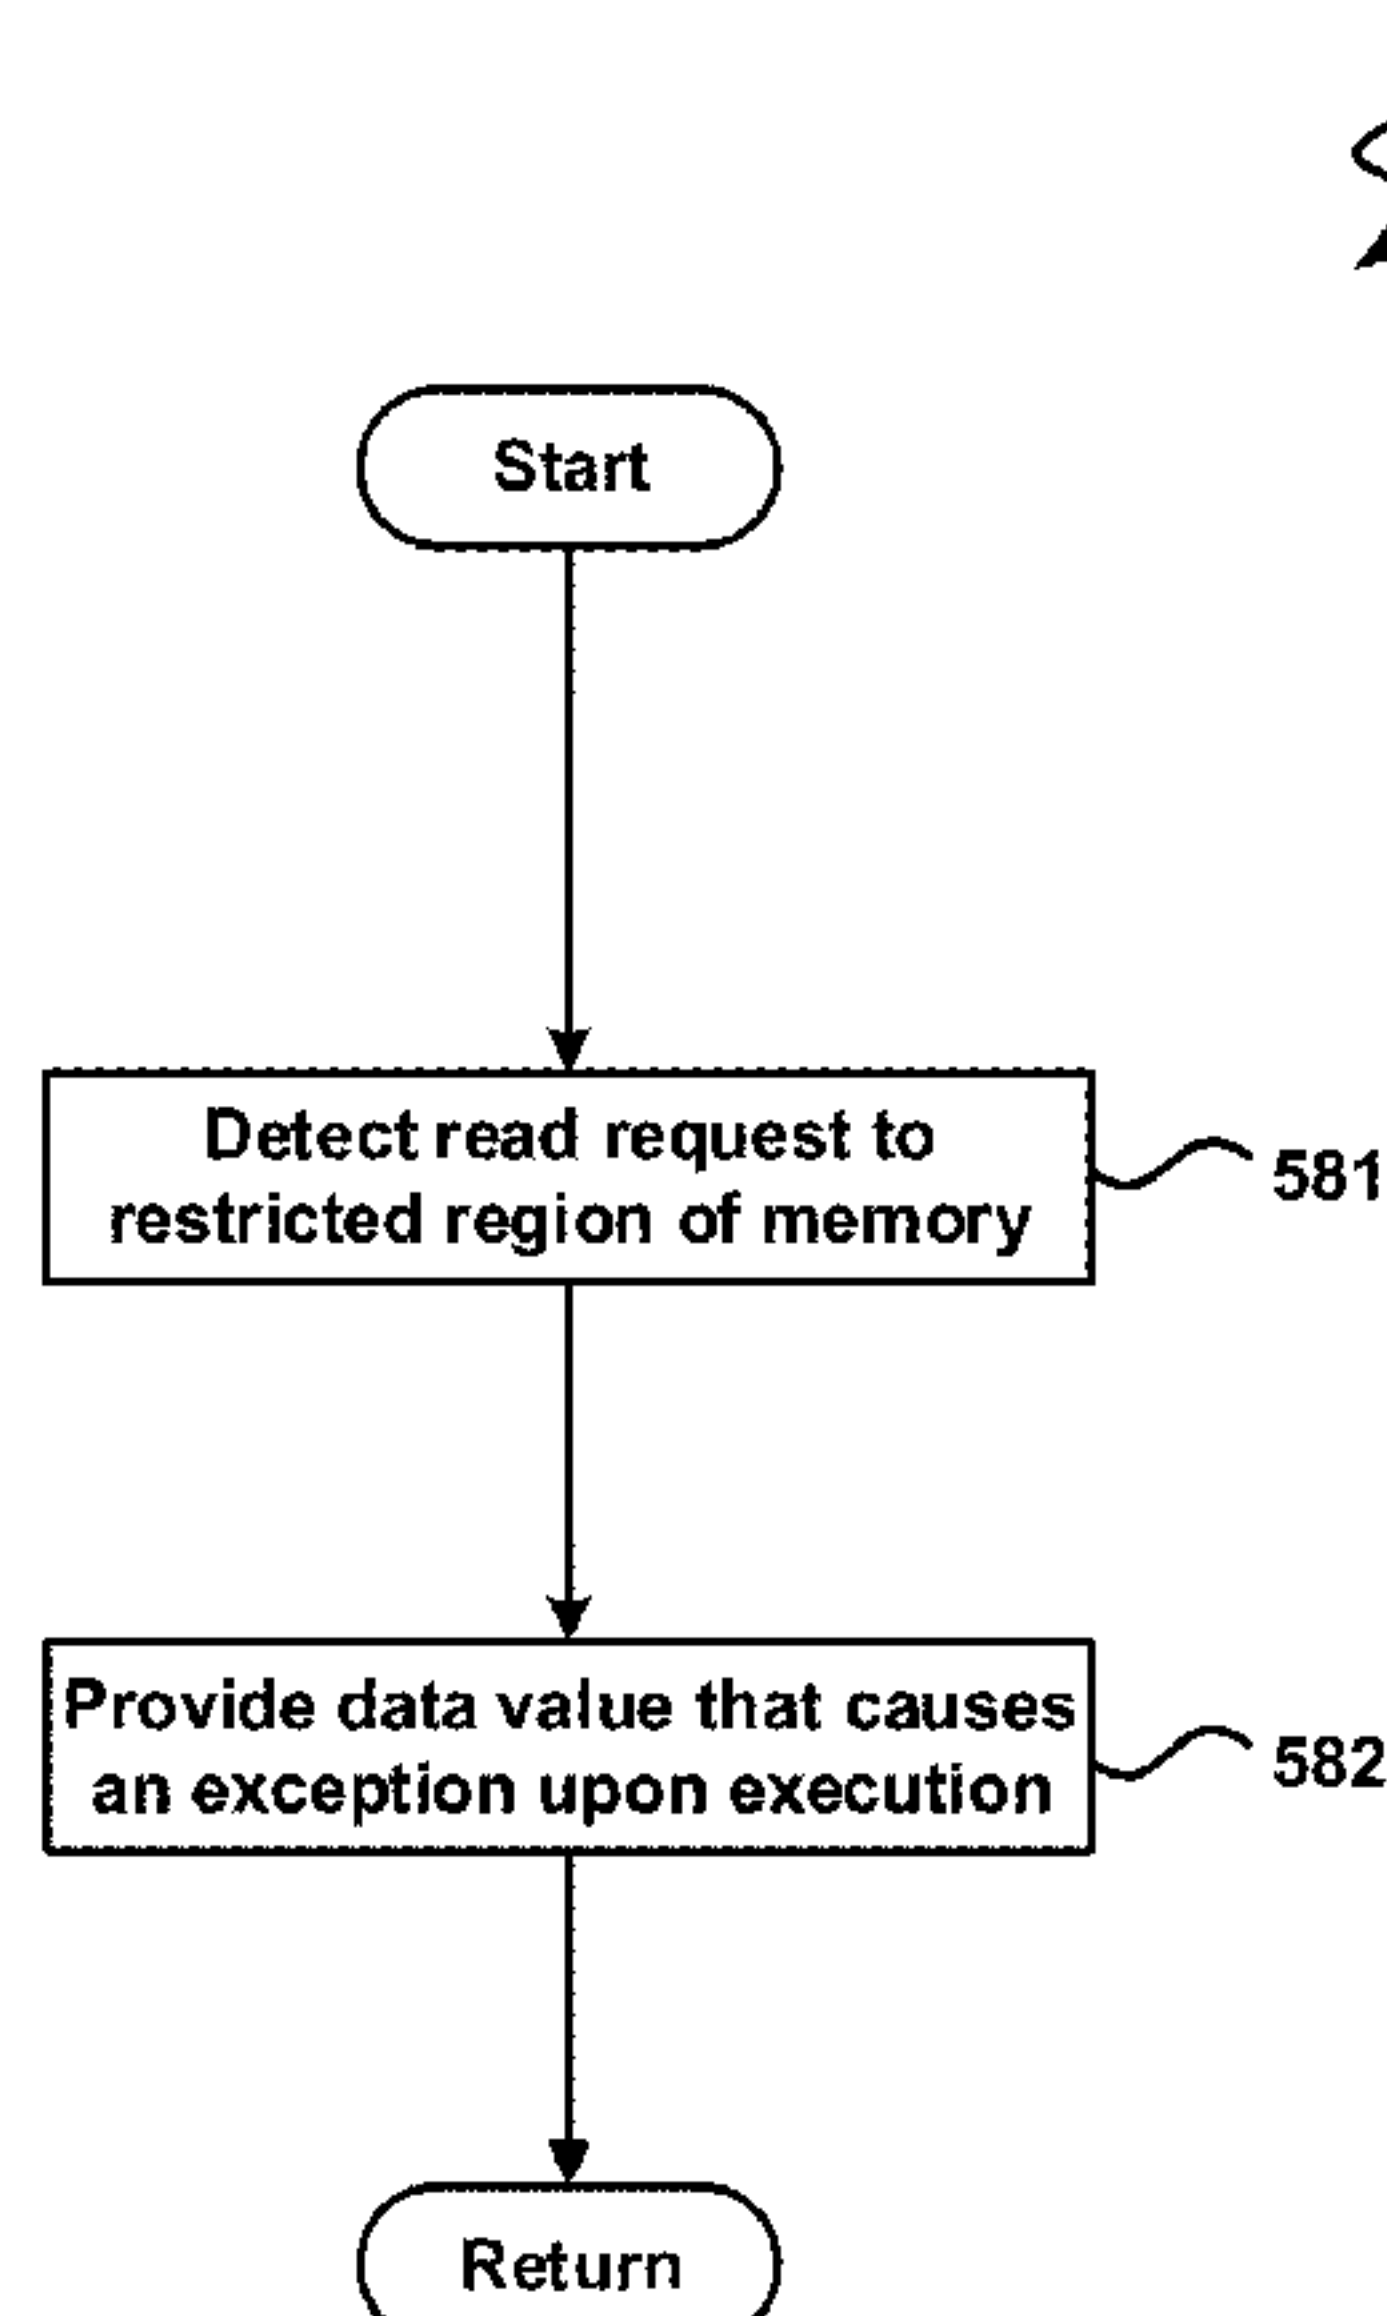 Start
Detect read request to
restricted region of memory
581
Provide data value that causes
an exception upon execution
582
Return